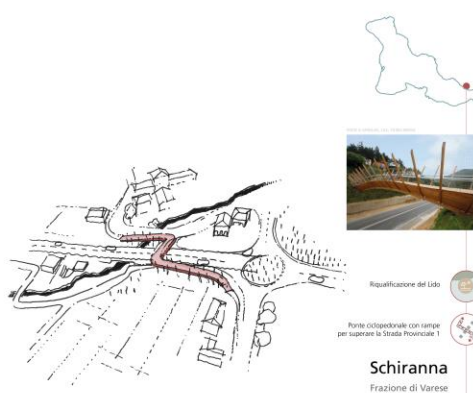 Riqualificazione del Lido
Ponte ciclopedonale con rampe
per superare la Strada Provinciale 1
Schiranna
Frazione di Varese